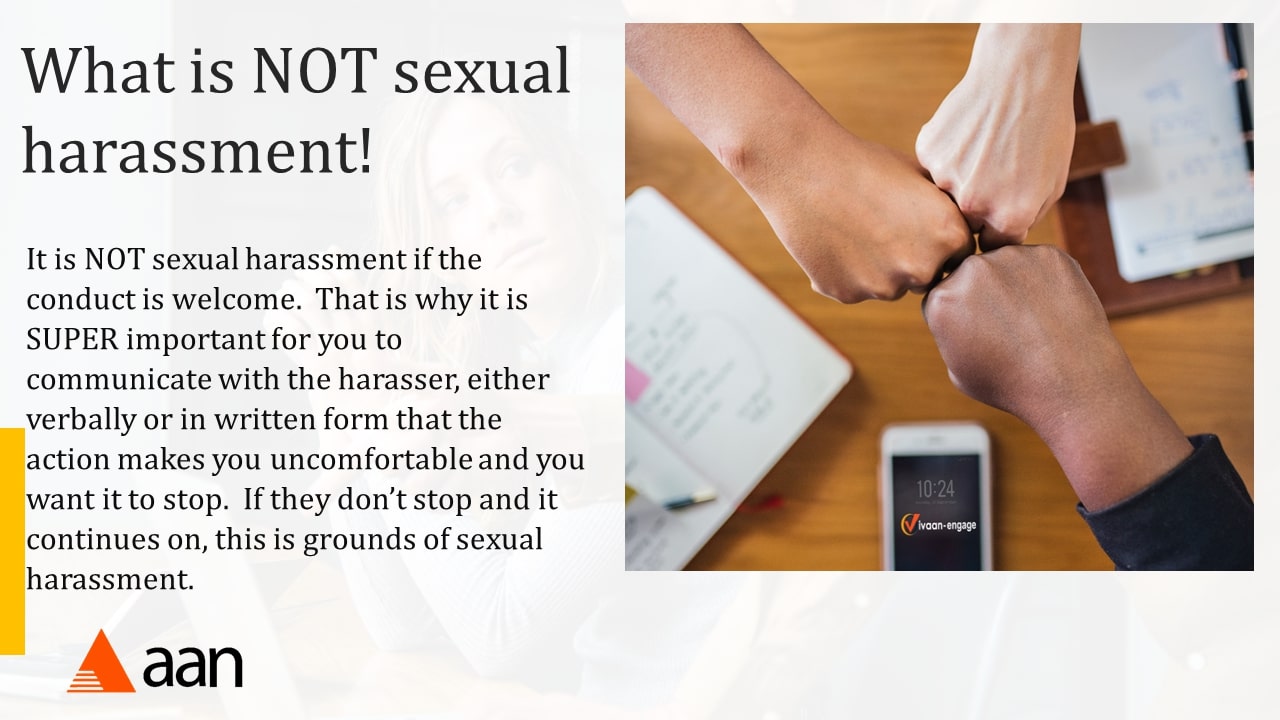 What is NOT sexual
harassment!
It is NOT sexual harassment if the
conduct is welcome.  That is why it is
SUPER important for you to
communicate with the harasser, either
verbally or in written form that the
action makes you uncomfortable and you
want it to stop.  If they don’t stop and it
continues on, this is grounds of sexual
harassment.
aan
10:24
ivaan-engage